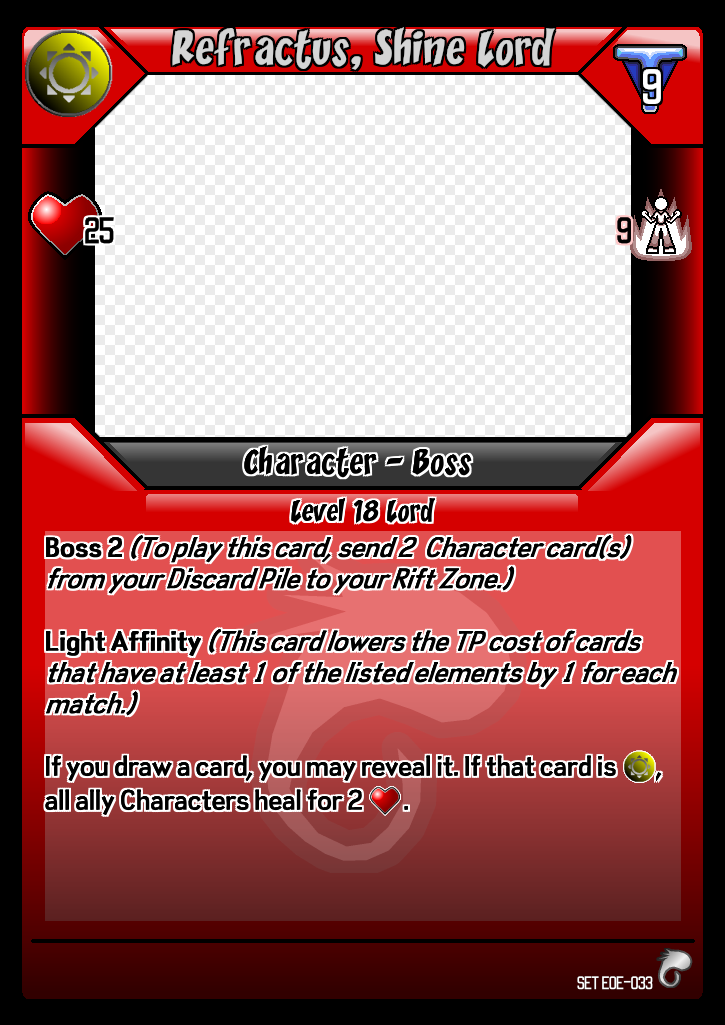 Refractus, Shine Lord
9
25
9
Character - Boss
Level 18 Lord
Boss 2 (To play this card, send 2 Character card(s)
from your Discard Pile to your Rift Zone.)
Light Affinity (This card lowers the TP cost of cards
that have at least 1 of the listed elements by 1 for each
match.)
If you draw a card, you may reveal it. If that card is ,
all ally Characters heal for 2 .
SET EOE-033